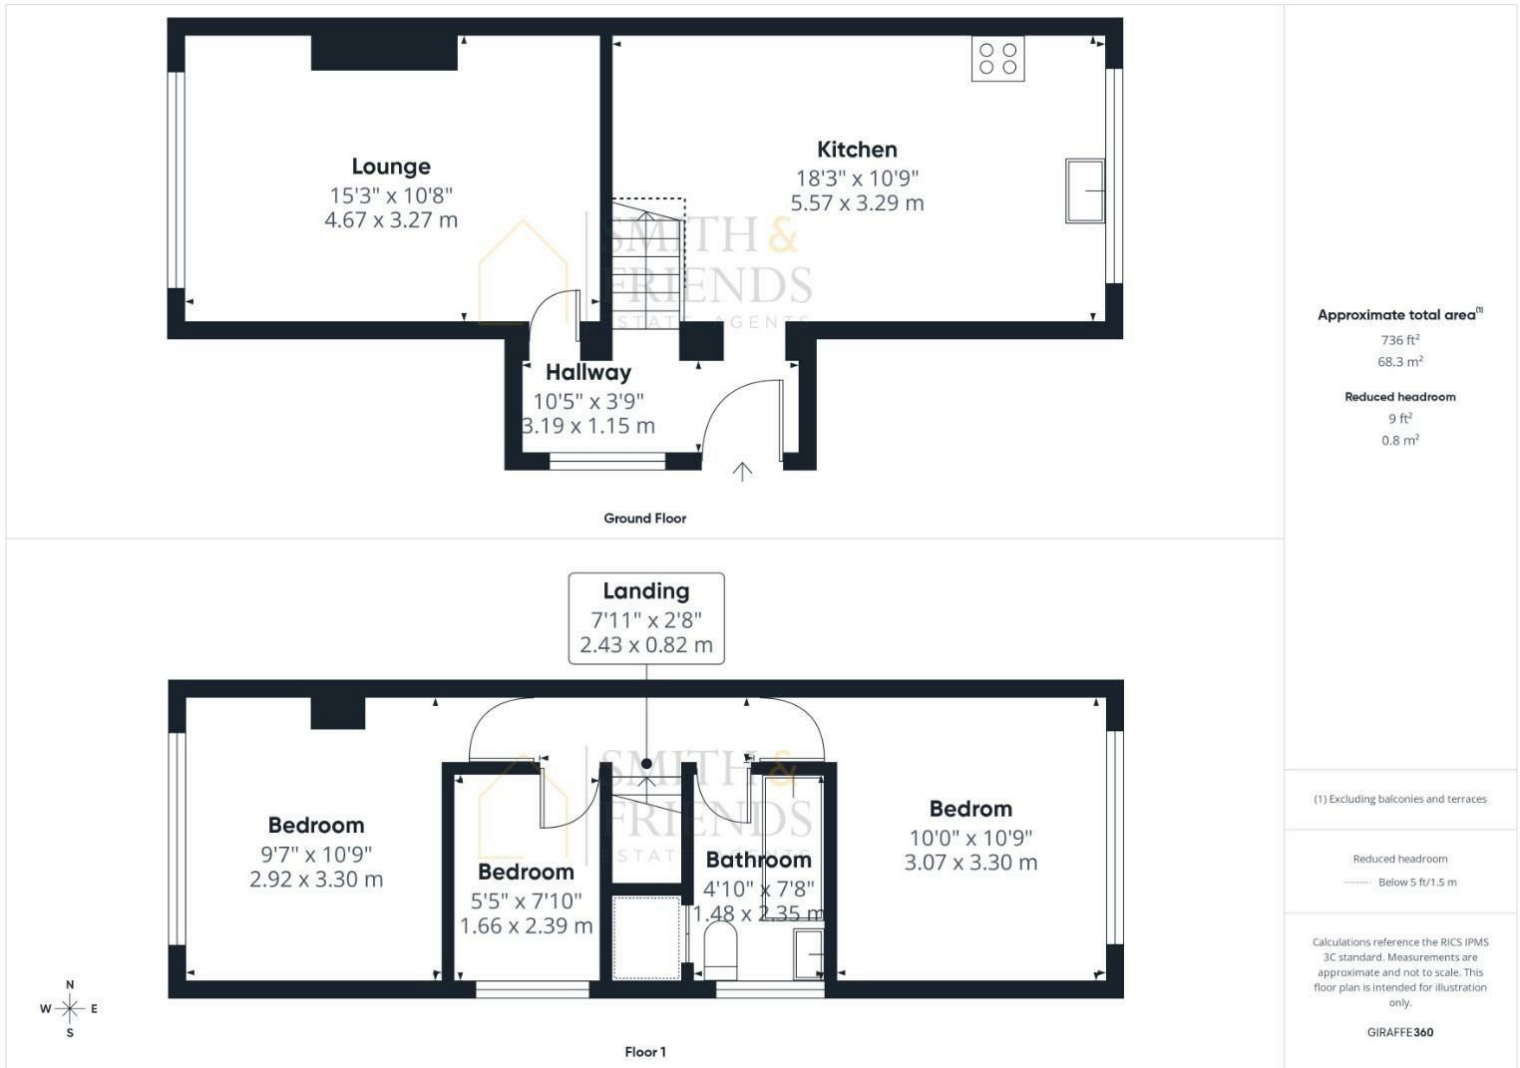 Lounge
15'3" x 10'8"
4.67 x 3.27 m
Kitchen
18'3" x 10'9"
5.57 x 3.29 m
SMITH &
FRIENDS
ESTATE AGENTS
Hallway
10'5" x 3'9"
3.19 x 1.15 m
Ground Floor
Landing
7'11" x 2'8"
2.43 x 0.82 m
SMITH &
FRIENDS
ESTATE AGENTS
Bedroom
9'7" x 10'9"
2.92 x 3.30 m
Bedroom
5'5" x 7'10"
1.66 x 2.39 m
Bathroom
4'10" x 7'8"
1.48 x 2.35 m
Bedrom
10'0" x 10'9"
3.07 x 3.30 m
N
W E
S
Floor 1
Approximate total area(1)
736 ft²
68.3 m²
Reduced headroom
9 ft²
0.8 m²
(1) Excluding balconies and terraces
Reduced headroom
Below 5 ft/1.5 m
Calculations reference the RICS IPMS
3C standard. Measurements are
approximate and not to scale. This
floor plan is intended for illustration
only.
GIRAFFE360